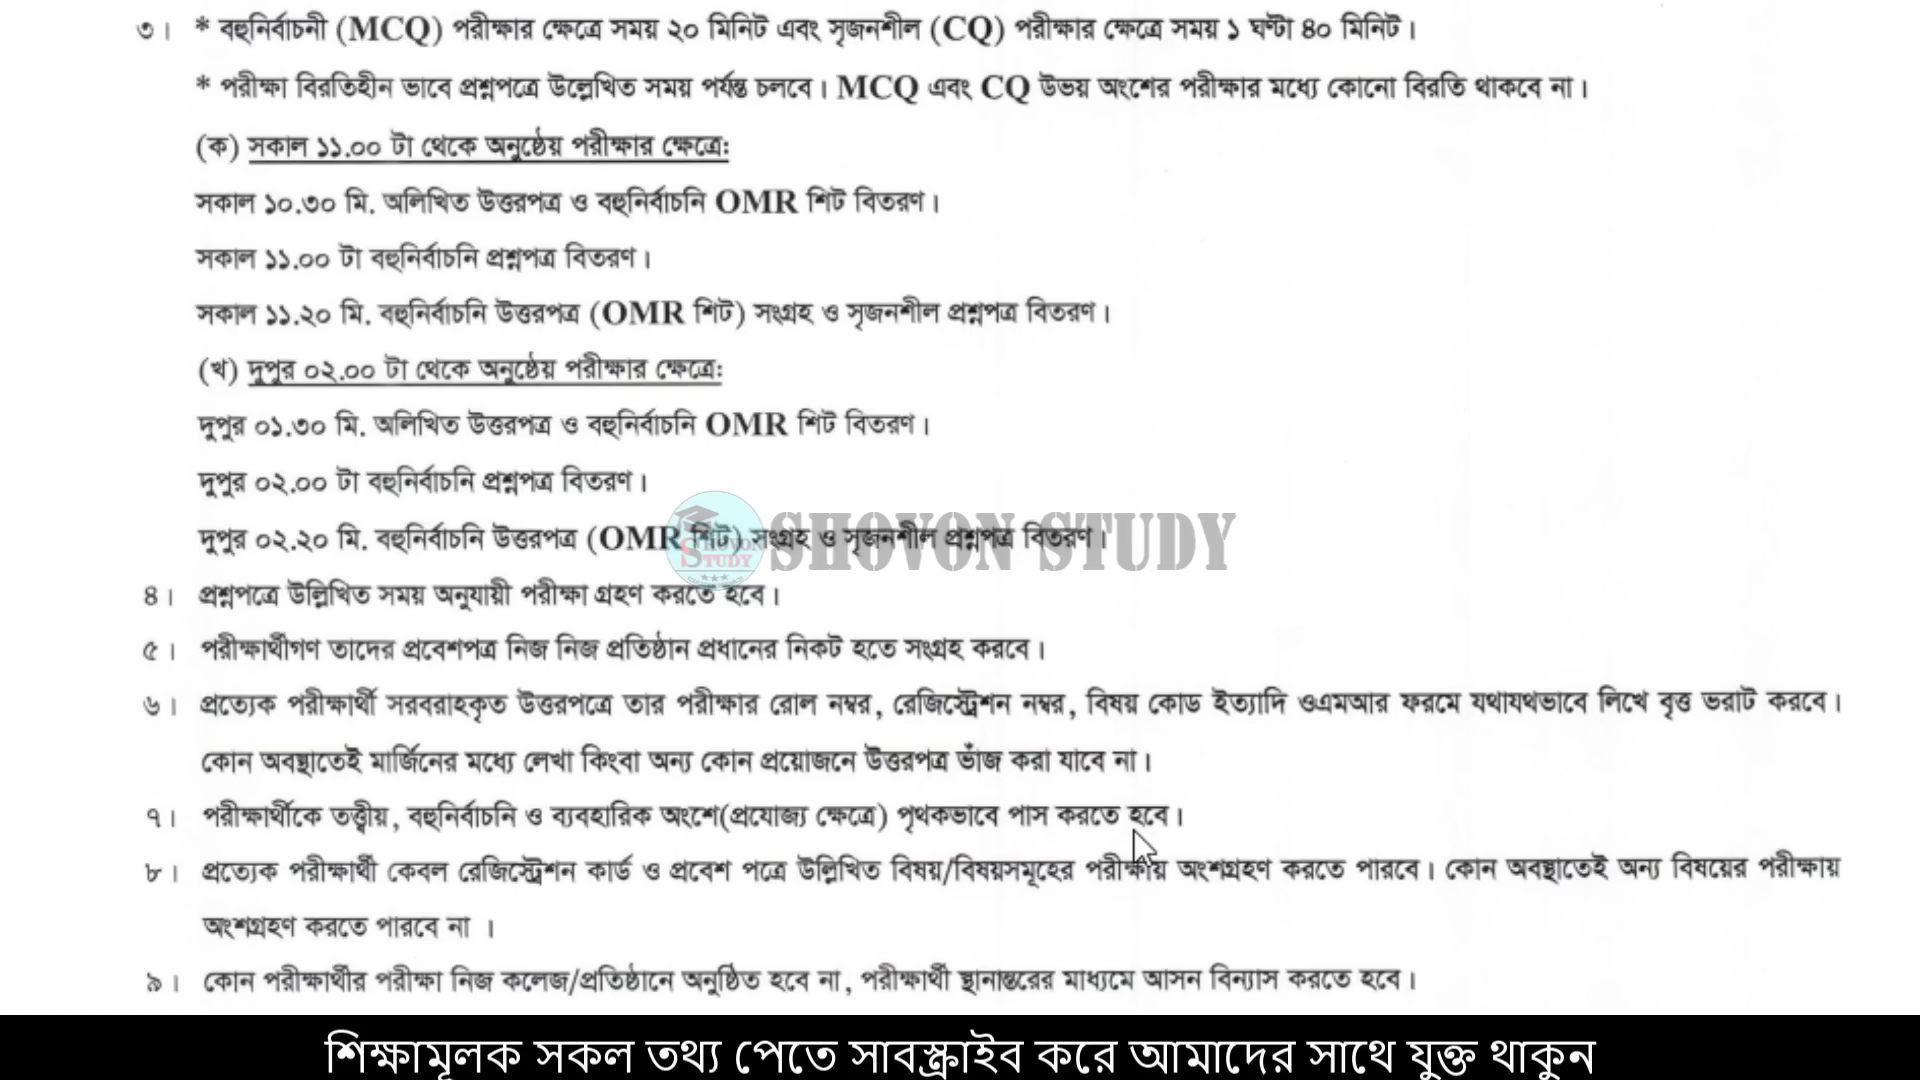 ৩। * বহুনির্বাচনী (MCQ) পরীক্ষার ক্ষেত্রে সময় ২০ মিনিট এবং সৃজনশীল (CQ) পরীক্ষার ক্ষেত্রে সময় ১ ঘণ্টা ৪০ মিনিট।
* পরীক্ষা বিরতিহীন ভাবে প্রশ্নপত্রে উল্লেখিত সময় পর্যন্ত চলবে। MCQ এবং CQ উভয় অংশের পরীক্ষার মধ্যে কোনো বিরতি থাকবে না।
(ক) সকাল ১১.০০ টা থেকে অনুষ্ঠেয় পরীক্ষার ক্ষেত্রে:
সকাল ১০.৩০ মি. অলিখিত উত্তরপত্র ও বহুনির্বাচনি OMR শিট বিতরণ।
সকাল ১১.০০ টা বহুনির্বাচনি প্রশ্নপত্র বিতরণ।
সকাল ১১.২০ মি. বহুনির্বাচনি উত্তরপত্র (OMR শিট) সংগ্রহ ও সৃজনশীল প্রশ্নপত্র বিতরণ।
(খ) দুপুর ০২.০০ টা থেকে অনুষ্ঠেয় পরীক্ষার ক্ষেত্রে:
দুপুর ০১.৩০ মি. অলিখিত উত্তরপত্র ও বহুনির্বাচনি OMR শিট বিতরণ।
দুপুর ০২.০০ টা বহুনির্বাচনি প্রশ্নপত্র বিতরণ।
দুপুর ০২.২০ মি. বহুনির্বাচনি উত্তরপত্র (OMR শিট) সংগ্রহ ও সৃজনশীল প্রশ্নপত্র বিতরণ।
SHOVON STUDY
SHOVON STUDY
৪। প্রশ্নপত্রে উল্লিখিত সময় অনুযায়ী পরীক্ষা গ্রহণ করতে হবে।
৫। পরীক্ষার্থীগণ তাদের প্রবেশপত্র নিজ নিজ প্রতিষ্ঠান প্রধানের নিকট হতে সংগ্রহ করবে।
৬। প্রত্যেক পরীক্ষার্থী সরবরাহকৃত উত্তরপত্রে তার পরীক্ষার রোল নম্বর, রেজিস্ট্রেশন নম্বর, বিষয় কোড ইত্যাদি ওএমআর ফরমে যথাযথভাবে লিখে বৃত্ত ভরাট করবে।
কোন অবস্থাতেই মার্জিনের মধ্যে লেখা কিংবা অন্য কোন প্রয়োজনে উত্তরপত্র ভাঁজ করা যাবে না।
৭। পরীক্ষার্থীকে তত্ত্বীয়, বহুনির্বাচনি ও ব্যবহারিক অংশে(প্রযোজ্য ক্ষেত্রে) পৃথকভাবে পাস করতে হবে।
৮। প্রত্যেক পরীক্ষার্থী কেবল রেজিস্ট্রেশন কার্ড ও প্রবেশ পত্রে উল্লিখিত বিষয়/বিষয়সমূহের পরীক্ষায় অংশগ্রহণ করতে পারবে। কোন অবস্থাতেই অন্য বিষয়ের পরীক্ষায়
অংশগ্রহণ করতে পারবে না ।
৯। কোন পরীক্ষার্থীর পরীক্ষা নিজ কলেজ/প্রতিষ্ঠানে অনুষ্ঠিত হবে না, পরীক্ষার্থী স্থানান্তরের মাধ্যমে আসন বিন্যাস করতে হবে।
শিক্ষামূলক সকল তথ্য পেতে সাবস্ক্রাইব করে আমাদের সাথে যুক্ত থাকুন